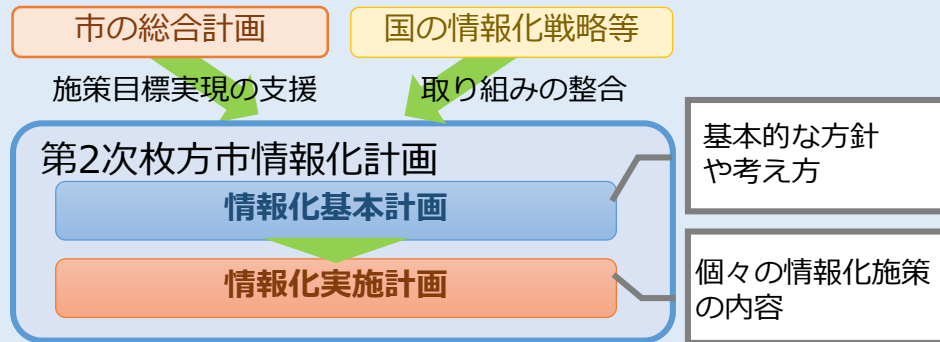 市の総合計画
国の情報化戦略等
施策目標実現の支援
取り組みの整合
第2次枚方市情報化計画
情報化基本計画
情報化実施計画
基本的な方針
や考え方
個々の情報化施策
の内容